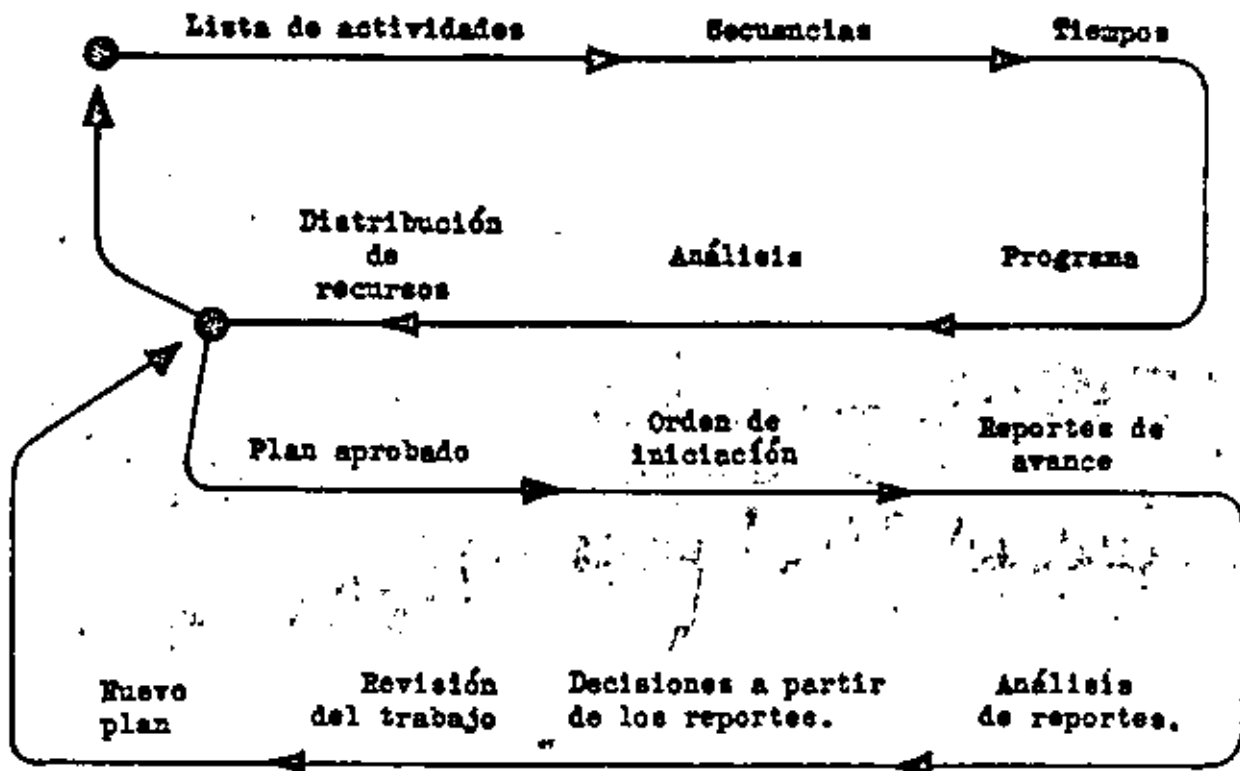 Lista de actividades Secuencias Tiempos
Distribución
de
recursos
Análisis Programa
Plan aprobado
Orden de
iniciación
Reportes de
avance
Nuevo
plan
Revisión
del trabajo
Decisiones a partir
de los reportes.
Análisis
de reportes.